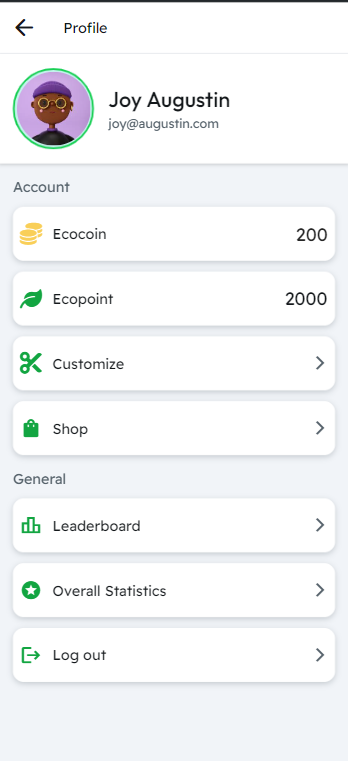 Profile
Joy Augustin
joy@augustin.com
Account
Ecocoin 200
Ecopoint 2000
Customize
Shop
General
Leaderboard
Overall Statistics
Log out